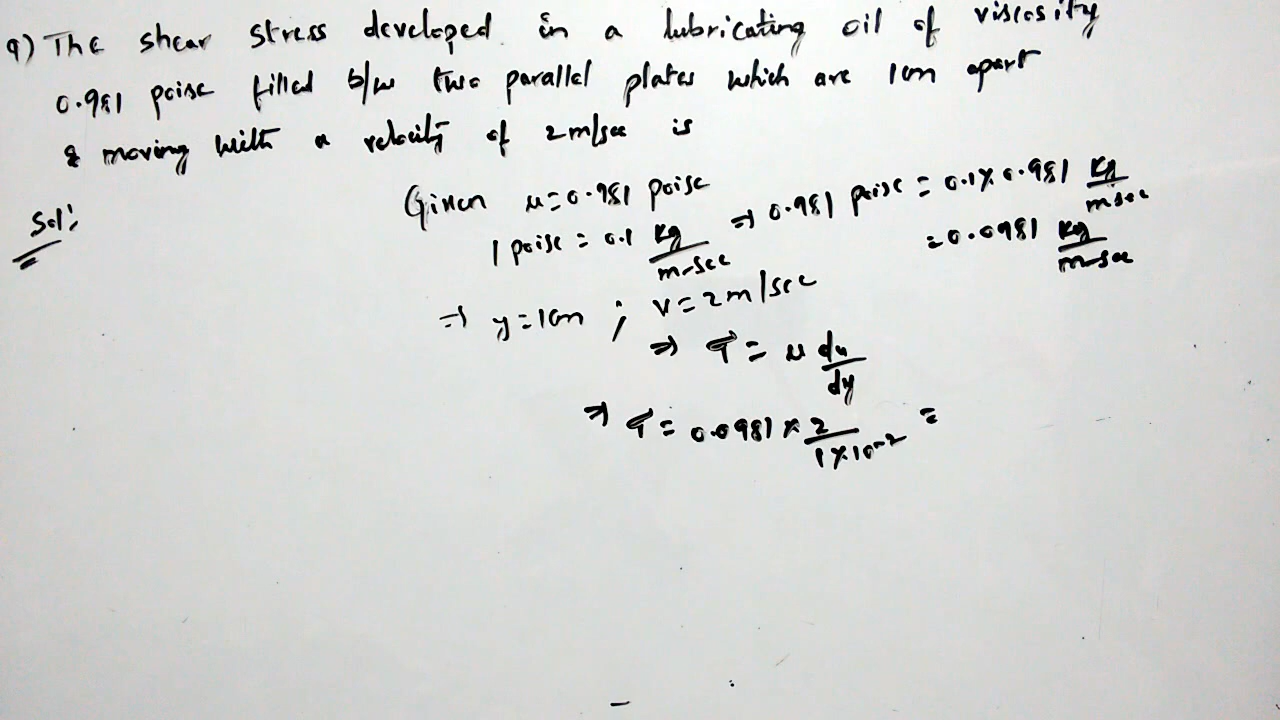 9) The shear stress developed in a lubricating oil of viscosity
0.981 poise filled b/w two parallel plates which are 1cm apart
& moving with a velocity of 2m/sec is
Sol:
Given μ=0.981 poise
1 poise = 0.1 kg/m-sec ⇒ 0.981 poise = 0.1×0.981 kg/m sec
= 0.0981 kg/m-sec
⇒ y=1cm ; v=2m/sec
⇒ τ = μ du/dy
⇒ τ = 0.0981 × 2/1×10⁻² =